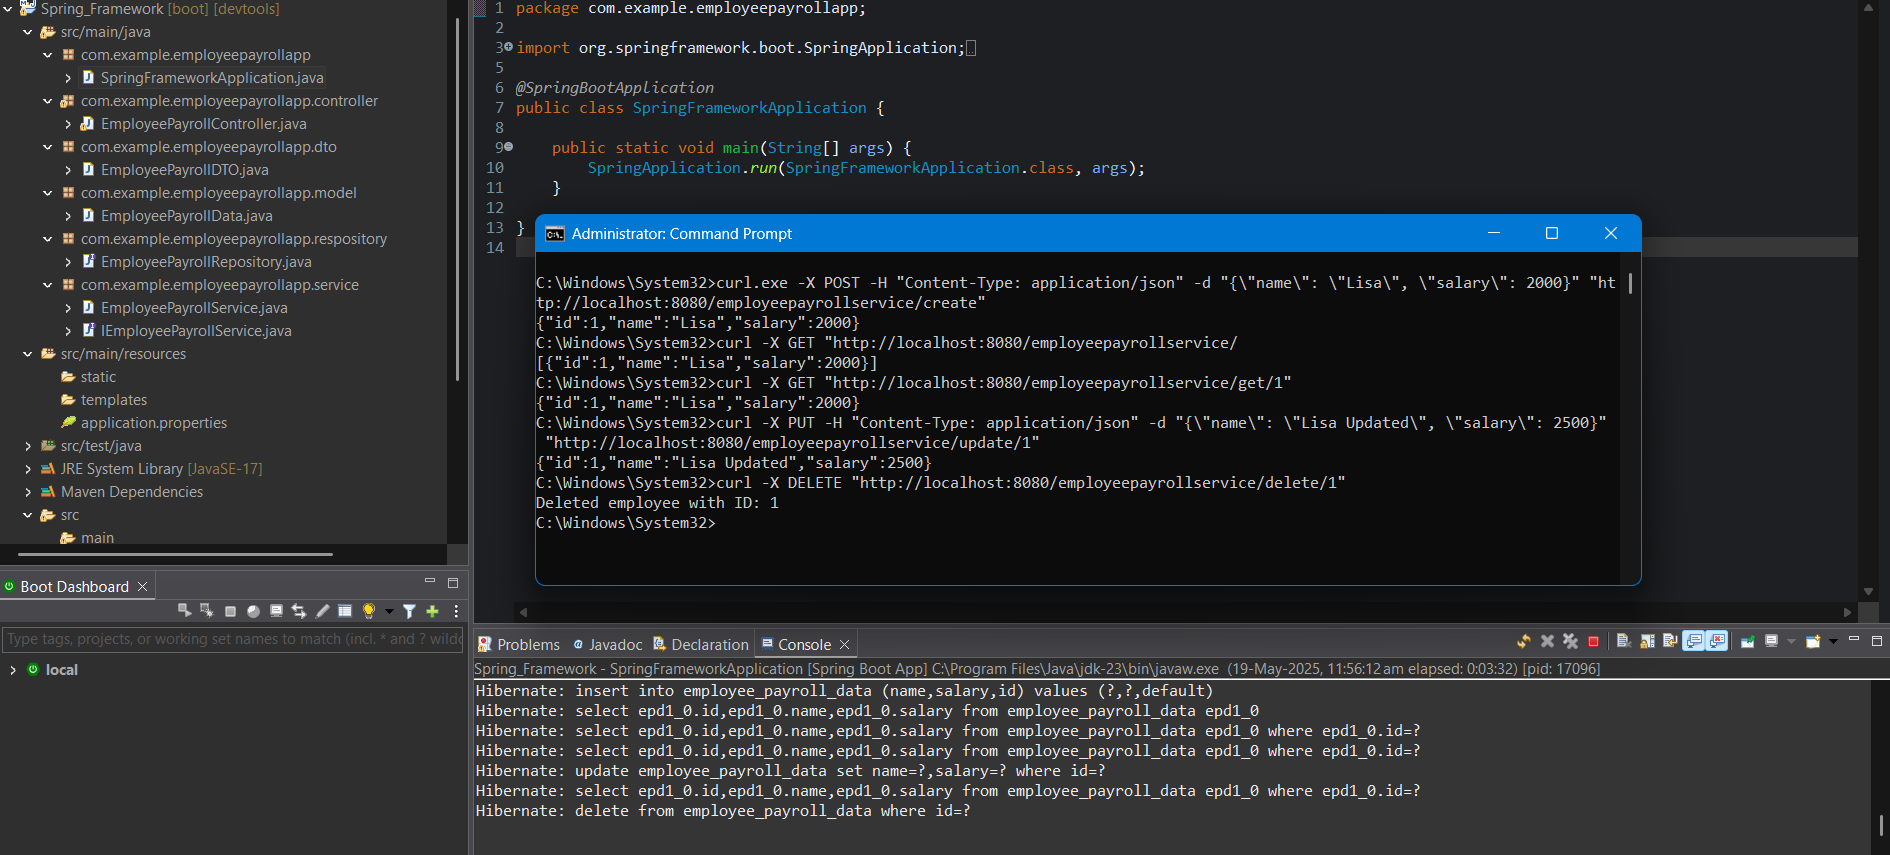 Spring_Framework [boot] [devtools]
src/main/java
com.example.employeepayrollapp
SpringFrameworkApplication.java
com.example.employeepayrollapp.controller
EmployeePayrollController.java
com.example.employeepayrollapp.dto
EmployeePayrollDTO.java
com.example.employeepayrollapp.model
EmployeePayrollData.java
com.example.employeepayrollapp.respository
EmployeePayrollRepository.java
com.example.employeepayrollapp.service
EmployeePayrollService.java
IEmployeePayrollService.java
src/main/resources
static
templates
application.properties
src/test/java
JRE System Library [JavaSE-17]
Maven Dependencies
src
main
Boot Dashboard
Type tags, projects, or working set names to match (incl. * and ? wildc
local
1 package com.example.employeepayrollapp;
2
3 import org.springframework.boot.SpringApplication;
5
6 @SpringBootApplication
7 public class SpringFrameworkApplication {
8
9 public static void main(String[] args) {
10 SpringApplication.run(SpringFrameworkApplication.class, args);
11 }
12
13 }
14
Administrator: Command Prompt
C:\Windows\System32>curl.exe -X POST -H "Content-Type: application/json" -d "{\"name\": \"Lisa\", \"salary\": 2000}" "ht
tp://localhost:8080/employeepayrollservice/create"
{"id":1,"name":"Lisa","salary":2000}
C:\Windows\System32>curl -X GET "http://localhost:8080/employeepayrollservice/
[{"id":1,"name":"Lisa","salary":2000}]
C:\Windows\System32>curl -X GET "http://localhost:8080/employeepayrollservice/get/1"
{"id":1,"name":"Lisa","salary":2000}
C:\Windows\System32>curl -X PUT -H "Content-Type: application/json" -d "{\"name\": \"Lisa Updated\", \"salary\": 2500}"
"http://localhost:8080/employeepayrollservice/update/1"
{"id":1,"name":"Lisa Updated","salary":2500}
C:\Windows\System32>curl -X DELETE "http://localhost:8080/employeepayrollservice/delete/1"
Deleted employee with ID: 1
C:\Windows\System32>
Problems @ Javadoc Declaration Console
Spring_Framework - SpringFrameworkApplication [Spring Boot App] C:\Program Files\Java\jdk-23\bin\javaw.exe (19-May-2025, 11:56:12 am elapsed: 0:03:32) [pid: 17096]
Hibernate: insert into employee_payroll_data (name,salary,id) values (?,?,default)
Hibernate: select epd1_0.id,epd1_0.name,epd1_0.salary from employee_payroll_data epd1_0
Hibernate: select epd1_0.id,epd1_0.name,epd1_0.salary from employee_payroll_data epd1_0 where epd1_0.id=?
Hibernate: select epd1_0.id,epd1_0.name,epd1_0.salary from employee_payroll_data epd1_0 where epd1_0.id=?
Hibernate: update employee_payroll_data set name=?,salary=? where id=?
Hibernate: select epd1_0.id,epd1_0.name,epd1_0.salary from employee_payroll_data epd1_0 where epd1_0.id=?
Hibernate: delete from employee_payroll_data where id=?